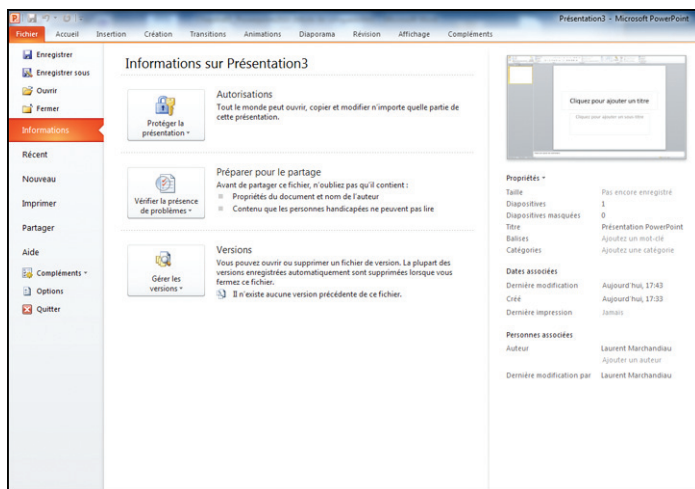 Présentation3 - Microsoft PowerPoint
Fichier Accueil Insertion Création Transitions Animations Diaporama Révision Affichage Compléments
Enregistrer
Enregistrer sous
Ouvrir
Fermer
Informations
Récent
Nouveau
Imprimer
Partager
Aide
Compléments
Options
Quitter
Informations sur Présentation3
Protéger la
présentation
Autorisations
Tout le monde peut ouvrir, copier et modifier n'importe quelle partie de
cette présentation.
Vérifier la présence
de problèmes
Préparer pour le partage
Avant de partager ce fichier, n'oubliez pas qu'il contient :
Propriétés du document et nom de l'auteur
Contenu que les personnes handicapées ne peuvent pas lire
Gérer les
versions
Versions
Vous pouvez ouvrir ou supprimer un fichier de version. La plupart des
versions enregistrées automatiquement sont supprimées lorsque vous
fermez ce fichier.
Il n'existe aucune version précédente de ce fichier.
Cliquez pour ajouter un titre
Cliquez pour ajouter un sous-titre
Propriétés
Taille Pas encore enregistré
Diapositives 1
Diapositives masquées 0
Titre Présentation PowerPoint
Balises Ajoutez un mot-clé
Catégories Ajoutez une catégorie
Dates associées
Dernière modification Aujourd'hui, 17:43
Créé Aujourd'hui, 17:33
Dernière impression Jamais
Personnes associées
Auteur Laurent Marchandiau
Ajouter un auteur
Dernière modification par Laurent Marchandiau